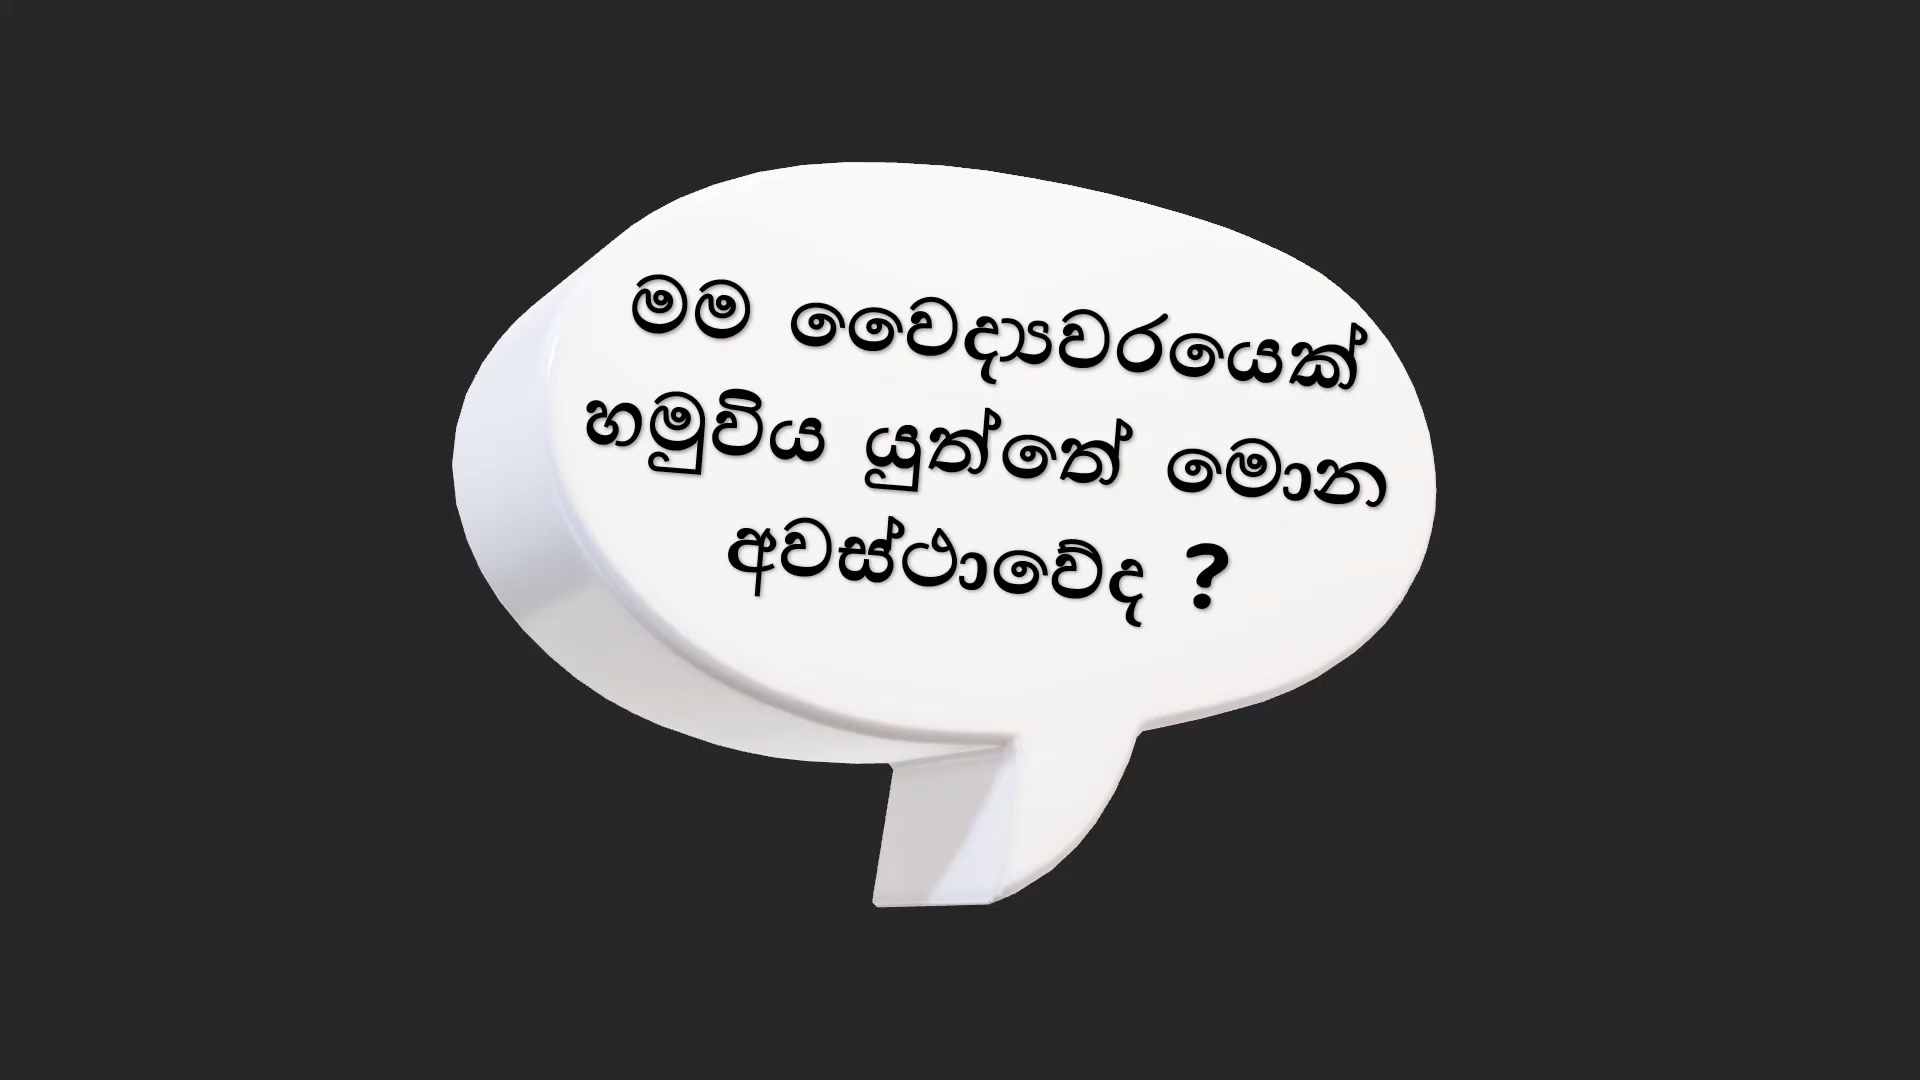 මම වෛද්‍යවරයෙක්
හමුවිය යුත්තේ මොන
අවස්ථාවේද ?